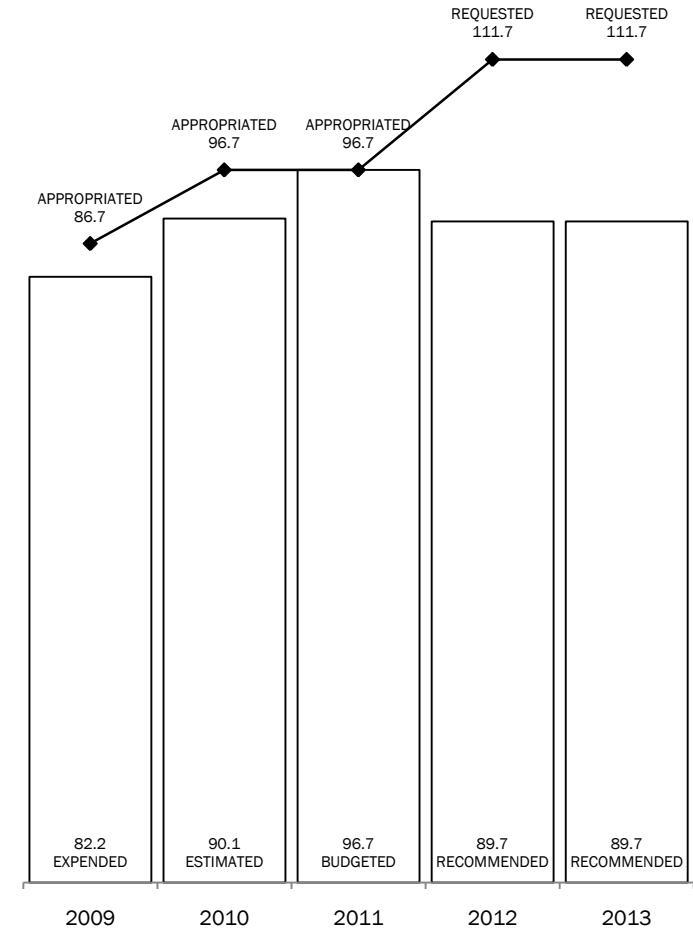 REQUESTED
111.7
REQUESTED
111.7
APPROPRIATED
96.7
APPROPRIATED
96.7
APPROPRIATED
86.7
82.2
EXPENDED
90.1
ESTIMATED
96.7
BUDGETED
89.7
RECOMMENDED
89.7
RECOMMENDED
2009
2010
2011
2012
2013